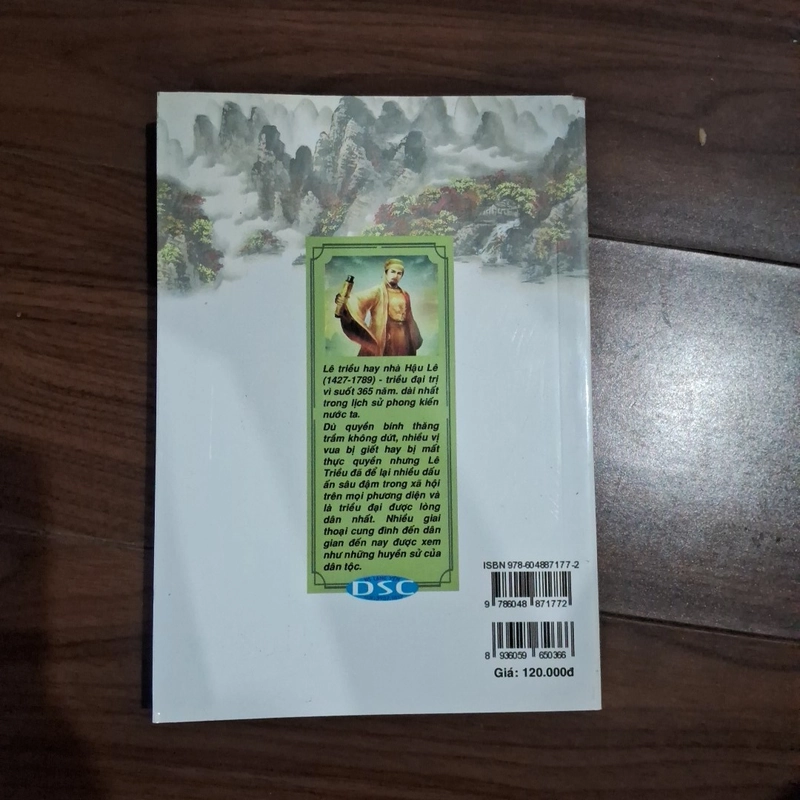 Lê triều hay nhà Hậu Lê
(1427-1789) - triều đại trị
vì suốt 365 năm. dài nhất
trong lịch sử phong kiến
nước ta.
Dù quyền bính thăng
trầm không dứt, nhiều vị
vua bị giết hay bị mất
thực quyền nhưng Lê
Triều đã để lại nhiều dấu
ấn sâu đậm trong xã hội
trên mọi phương diện và
là triều đại được lòng
dân nhất. Nhiều giai
thoại cung đình đến dân
gian đến nay được xem
như những huyền sử của
dân tộc.
DSC
ISBN 978-604887177-2
9 786048 871772
8 936059 650366
Giá: 120.000đ